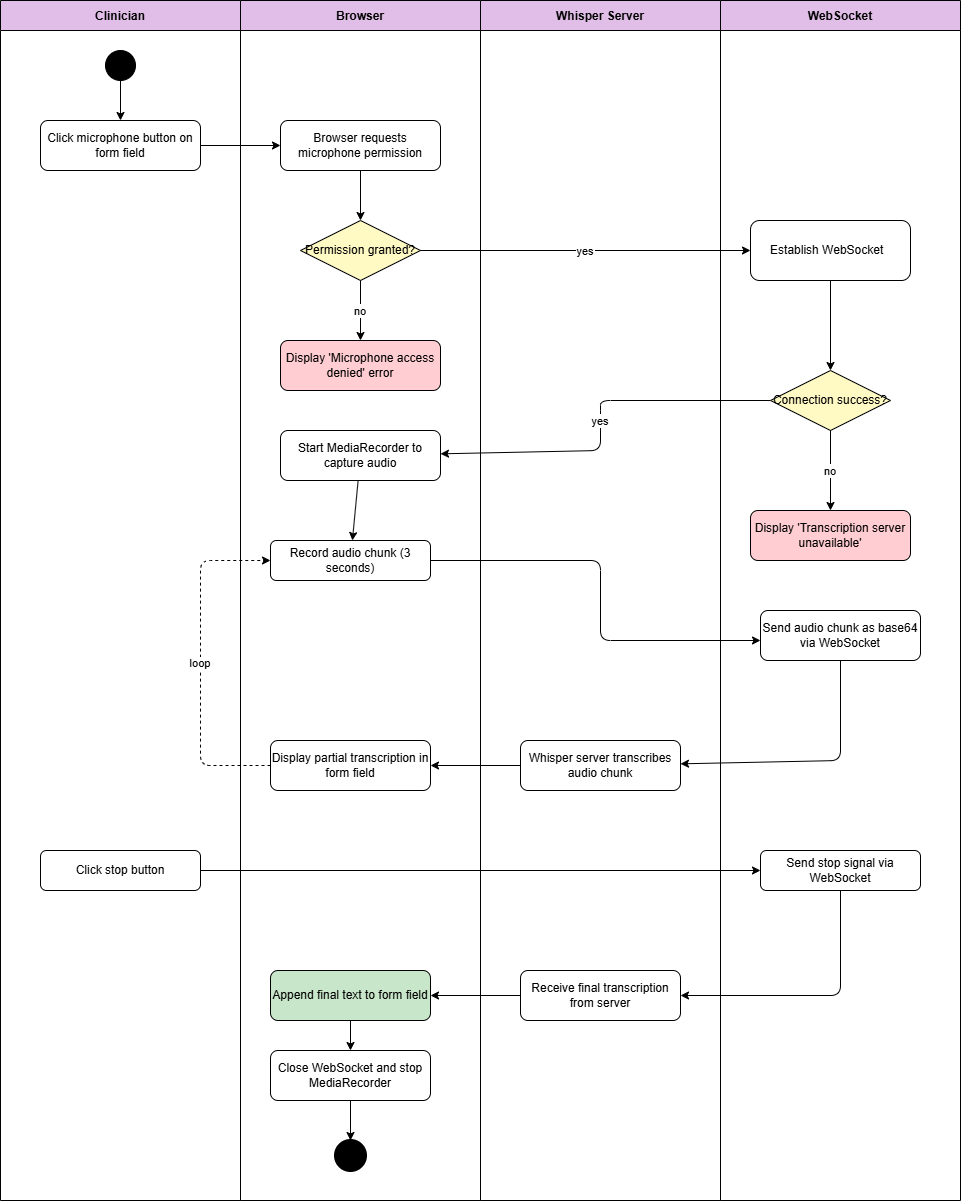 Clinician
Browser
Whisper Server
WebSocket
Click microphone button on
form field
Browser requests
microphone permission
Permission granted?
yes
Establish WebSocket
no
Display 'Microphone access
denied' error
Connection success?
yes
Start MediaRecorder to
capture audio
no
Display 'Transcription server
unavailable'
Record audio chunk (3
seconds)
Send audio chunk as base64
via WebSocket
loop
Display partial transcription in
form field
Whisper server transcribes
audio chunk
Click stop button
Send stop signal via
WebSocket
Append final text to form field
Receive final transcription
from server
Close WebSocket and stop
MediaRecorder